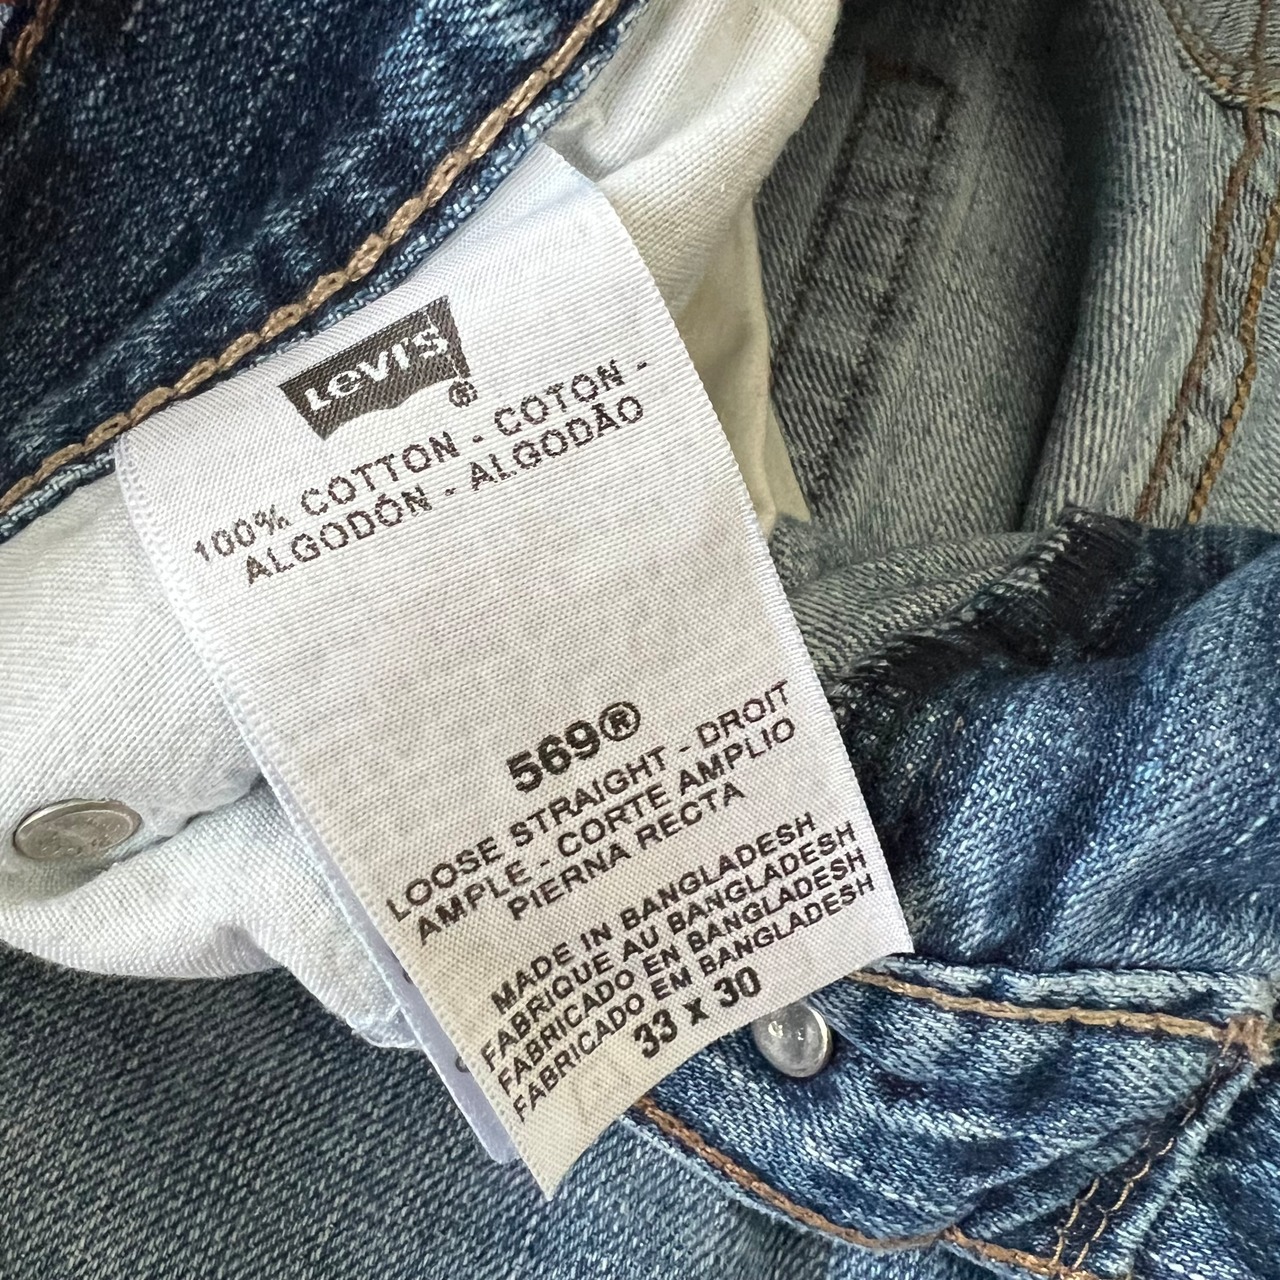 Levi's
®
100% COTTON - COTON -
ALGODÓN - ALGODÃO
569®
LOOSE STRAIGHT - DROIT
AMPLE - CORTE AMPLIO
PIERNA RECTA
MADE IN BANGLADESH
FABRIQUE AU BANGLADESH
FABRICADO EN BANGLADESH
FABRICADO EM BANGLADESH
33 x 30